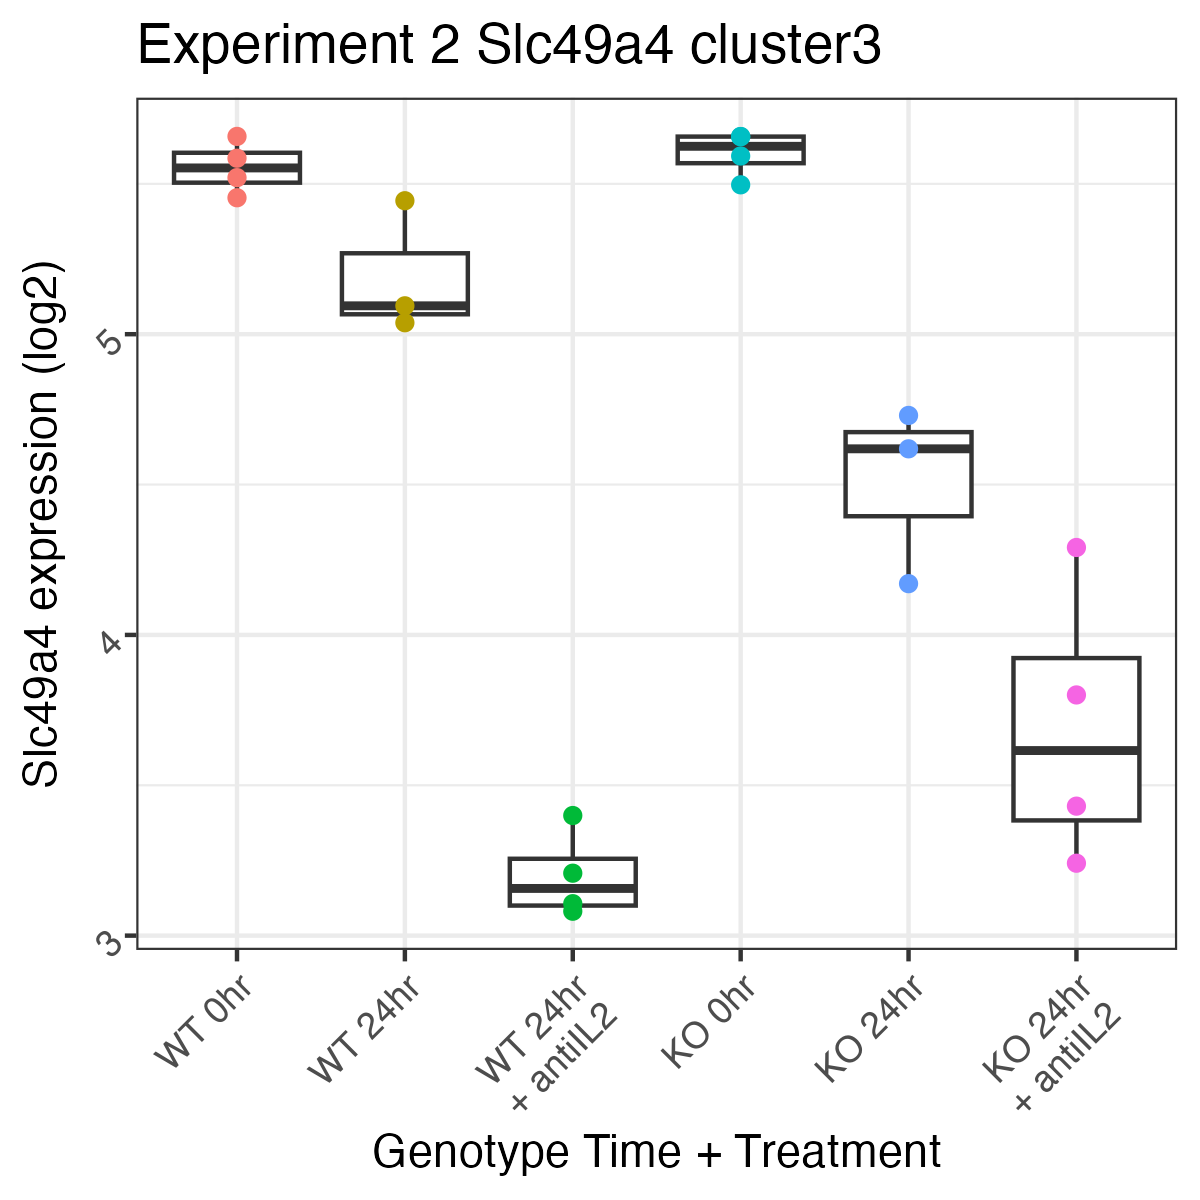 Experiment 2 Slc49a4 cluster3
Slc49a4 expression (log2)
5
4
3
WT 0hr
WT 24hr
WT 24hr
+ antiIL2
KO 0hr
KO 24hr
KO 24hr
+ antiIL2
Genotype Time + Treatment